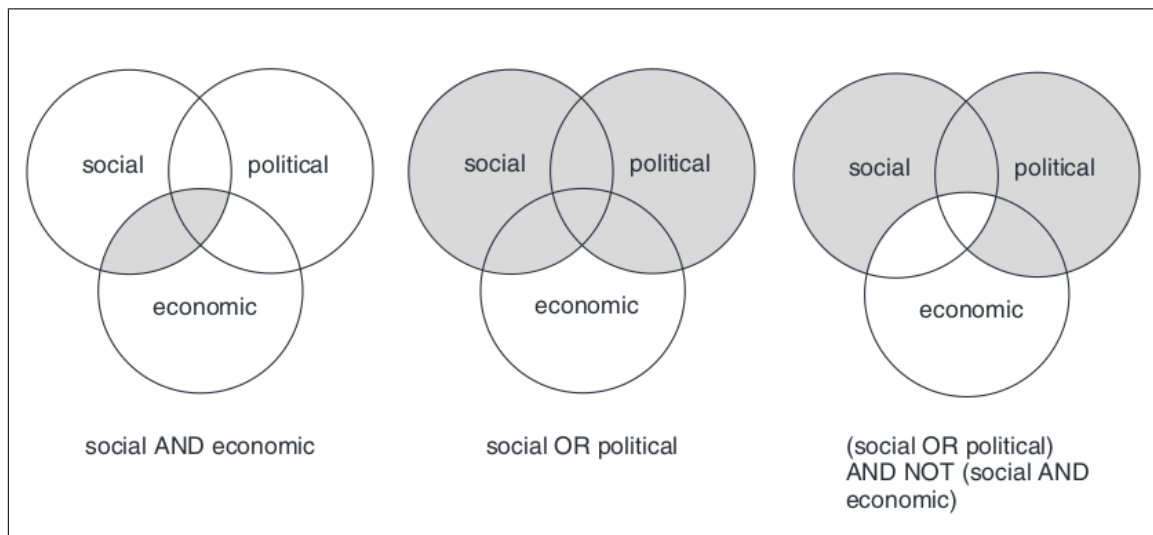 social
political
economic
social AND economic
social
political
economic
social OR political
social
political
economic
(social OR political)
AND NOT (social AND
economic)